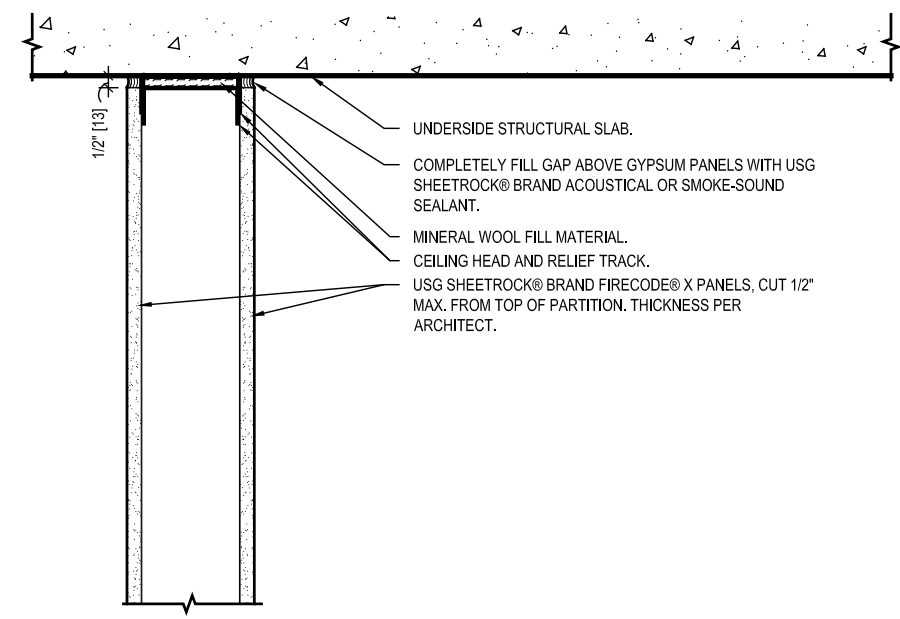 1/2" [13]
UNDERSIDE STRUCTURAL SLAB.
COMPLETELY FILL GAP ABOVE GYPSUM PANELS WITH USG
SHEETROCK® BRAND ACOUSTICAL OR SMOKE-SOUND
SEALANT.
MINERAL WOOL FILL MATERIAL.
CEILING HEAD AND RELIEF TRACK.
USG SHEETROCK® BRAND FIRECODE® X PANELS, CUT 1/2"
MAX. FROM TOP OF PARTITION. THICKNESS PER
ARCHITECT.